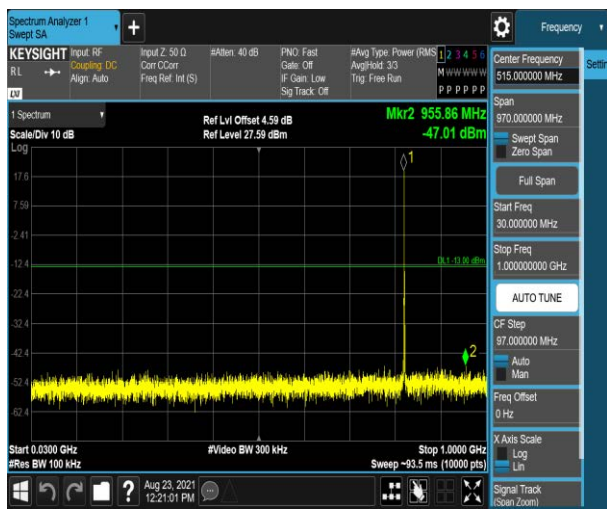 Spectrum Analyzer 1
Swept SA
Frequency
KEYSIGHT
RL
LXI
Input: RF
Coupling: DC
Align: Auto
Input Z: 50 Ω
Corr CCorr
Freq Ref: Int (S)
#Atten: 40 dB
PNO: Fast
Gate: Off
IF Gain: Low
Sig Track: Off
#Avg Type: Power (RMS
Avg|Hold: 3/3
Trig: Free Run
1 2 3 4 5 6
M W W W W W
P P P P P P
1 Spectrum
Scale/Div 10 dB
Log
Ref Lvl Offset 4.59 dB
Ref Level 27.59 dBm
Mkr2 955.86 MHz
-47.01 dBm
1
17.6
7.59
-2.41
-12.4
DL1 -13.00 dBm
-22.4
-32.4
-42.4
2
-52.4
-62.4
Start 0.0300 GHz
#Res BW 100 kHz
#Video BW 300 kHz
Stop 1.0000 GHz
Sweep ~93.5 ms (10000 pts)
?
Aug 23, 2021
12:21:01 PM
Center Frequency
515.000000 MHz
Settin
Span
970.000000 MHz
Swept Span
Zero Span
Full Span
Start Freq
30.000000 MHz
Stop Freq
1.000000000 GHz
AUTO TUNE
CF Step
97.000000 MHz
Auto
Man
Freq Offset
0 Hz
X Axis Scale
Log
Lin
Signal Track
(Span Zoom)